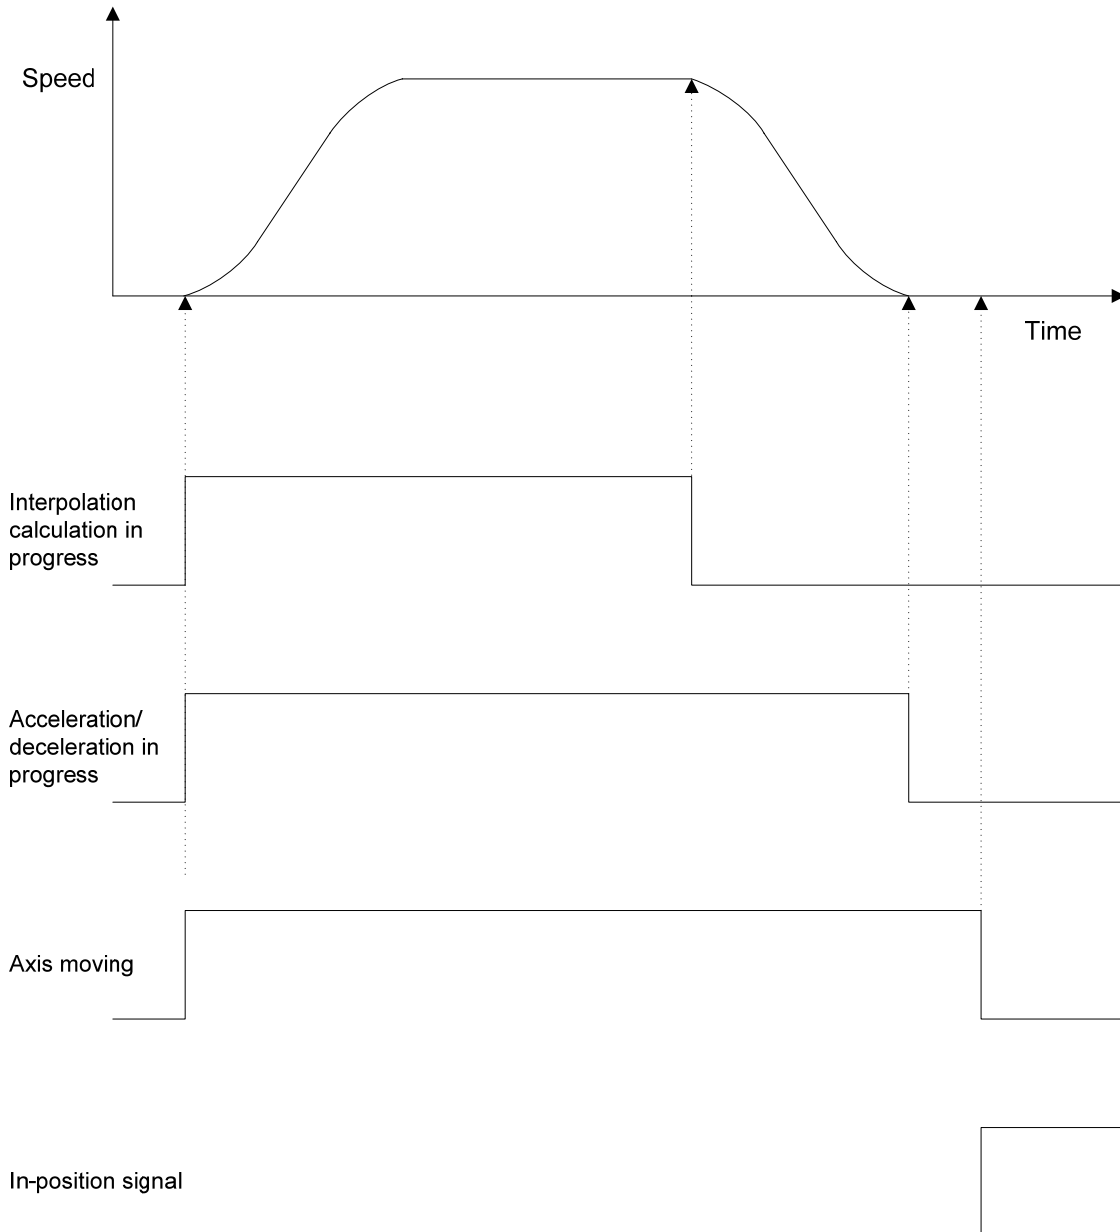 Speed
Time
Interpolation
calculation in
progress
Acceleration/
deceleration in
progress
Axis moving
In-position signal